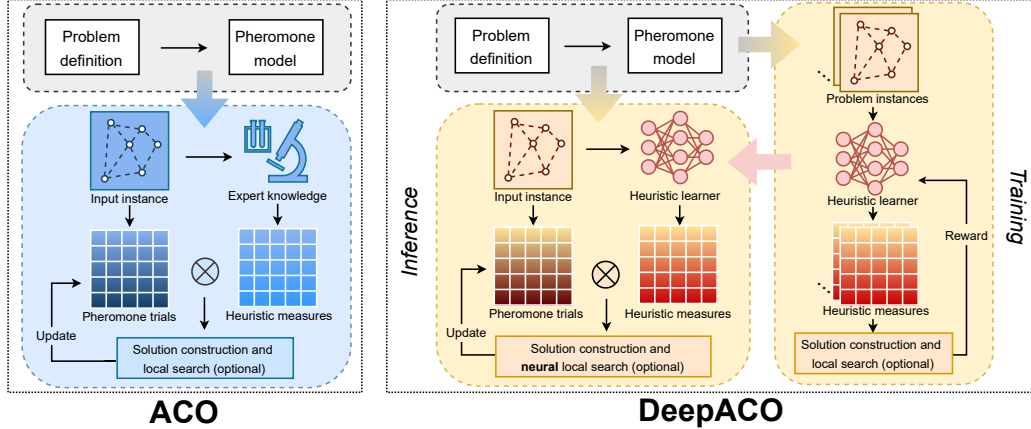 Problem
definition
Pheromone
model
Input instance
Expert knowledge
Pheromone trials
Heuristic measures
Update
Solution construction and
local search (optional)
ACO
Problem
definition
Pheromone
model
Inference
Input instance
Heuristic learner
Pheromone trials
Heuristic measures
Update
Solution construction and
neural local search (optional)
Problem instances
Heuristic learner
Reward
Training
Heuristic measures
Solution construction and
local search (optional)
DeepACO